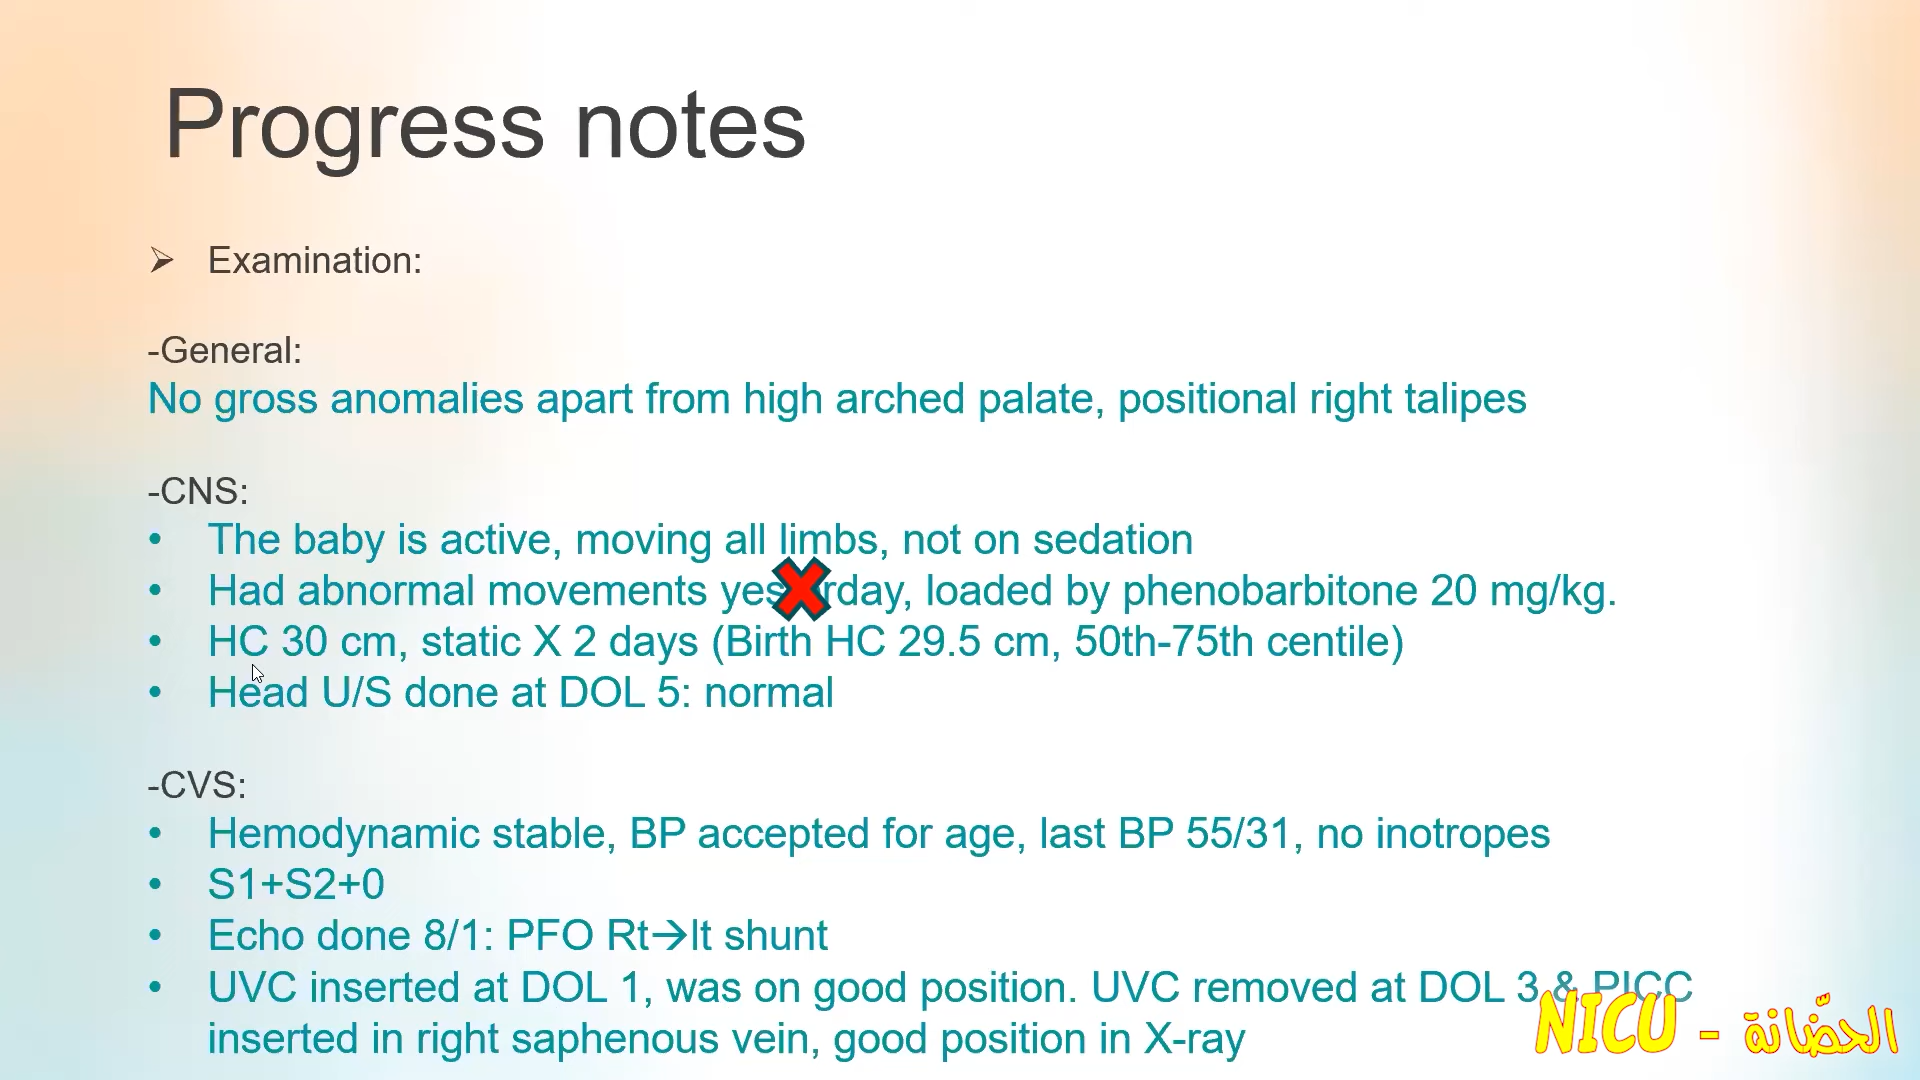 Progress notes
➢ Examination:
-General:
No gross anomalies apart from high arched palate, positional right talipes
-CNS:
• The baby is active, moving all limbs, not on sedation
• Had abnormal movements yesterday, loaded by phenobarbitone 20 mg/kg.
• HC 30 cm, static X 2 days (Birth HC 29.5 cm, 50th-75th centile)
• Head U/S done at DOL 5: normal
-CVS:
• Hemodynamic stable, BP accepted for age, last BP 55/31, no inotropes
• S1+S2+0
• Echo done 8/1: PFO Rt→lt shunt
• UVC inserted at DOL 1, was on good position. UVC removed at DOL 3 & PICC
inserted in right saphenous vein, good position in X-ray
NICU - الحضّانة